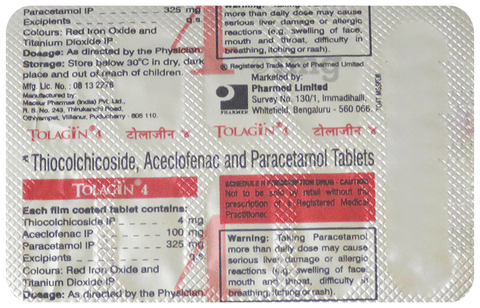 Paracetamol IP ........ 325 mg
Excipients ........ q.s
Colours: Red Iron Oxide and
Titanium Dioxide IP
Dosage: As directed by the Physician.
Storage: Store below 30°C in dry, dark
place and out of reach of children.
Mfg. Lic. No.: 08 13 2276
Manufactured by:
Pharmed (India) Pvt. Ltd.,
R. S. No. 243, Thirukanchi Road,
Othiyampet, Villianur, Puducherry - 605 110.
more than daily dose may cause
serious liver damage or allergic
reactions (e.g. swelling of face,
mouth and throat, difficulty in
breathing, itching or rash).
® Registered Trade Mark of Pharmed Limited
Marketed by:
Pharmed Limited
Survey No. 130/1, Immadihalli,
Whitefield, Bengaluru - 560 066.
PHARMED
TOLAGIN® 4 टोलाजीन ४ TOLAGIN® 4 टोलाजीन ४
Thiocolchicoside, Aceclofenac and Paracetamol Tablets
TOLAGIN® 4
Each film coated tablet contains:
Thiocolchicoside IP ........ 4 mg
Aceclofenac IP ........ 100 mg
Paracetamol IP ........ 325 mg
Excipients ........ q.s
Colours: Red Iron Oxide and
Titanium Dioxide IP
Dosage: As directed by the Physician.
SCHEDULE H PRESCRIPTION DRUG - CAUTION
Not to be sold by retail without the
prescription of a Registered Medical
Practitioner.
Warning: Taking Paracetamol
more than daily dose may cause
serious liver damage or allergic
reactions (e.g. swelling of face,
mouth and throat, difficulty in
breathing, itching or rash).